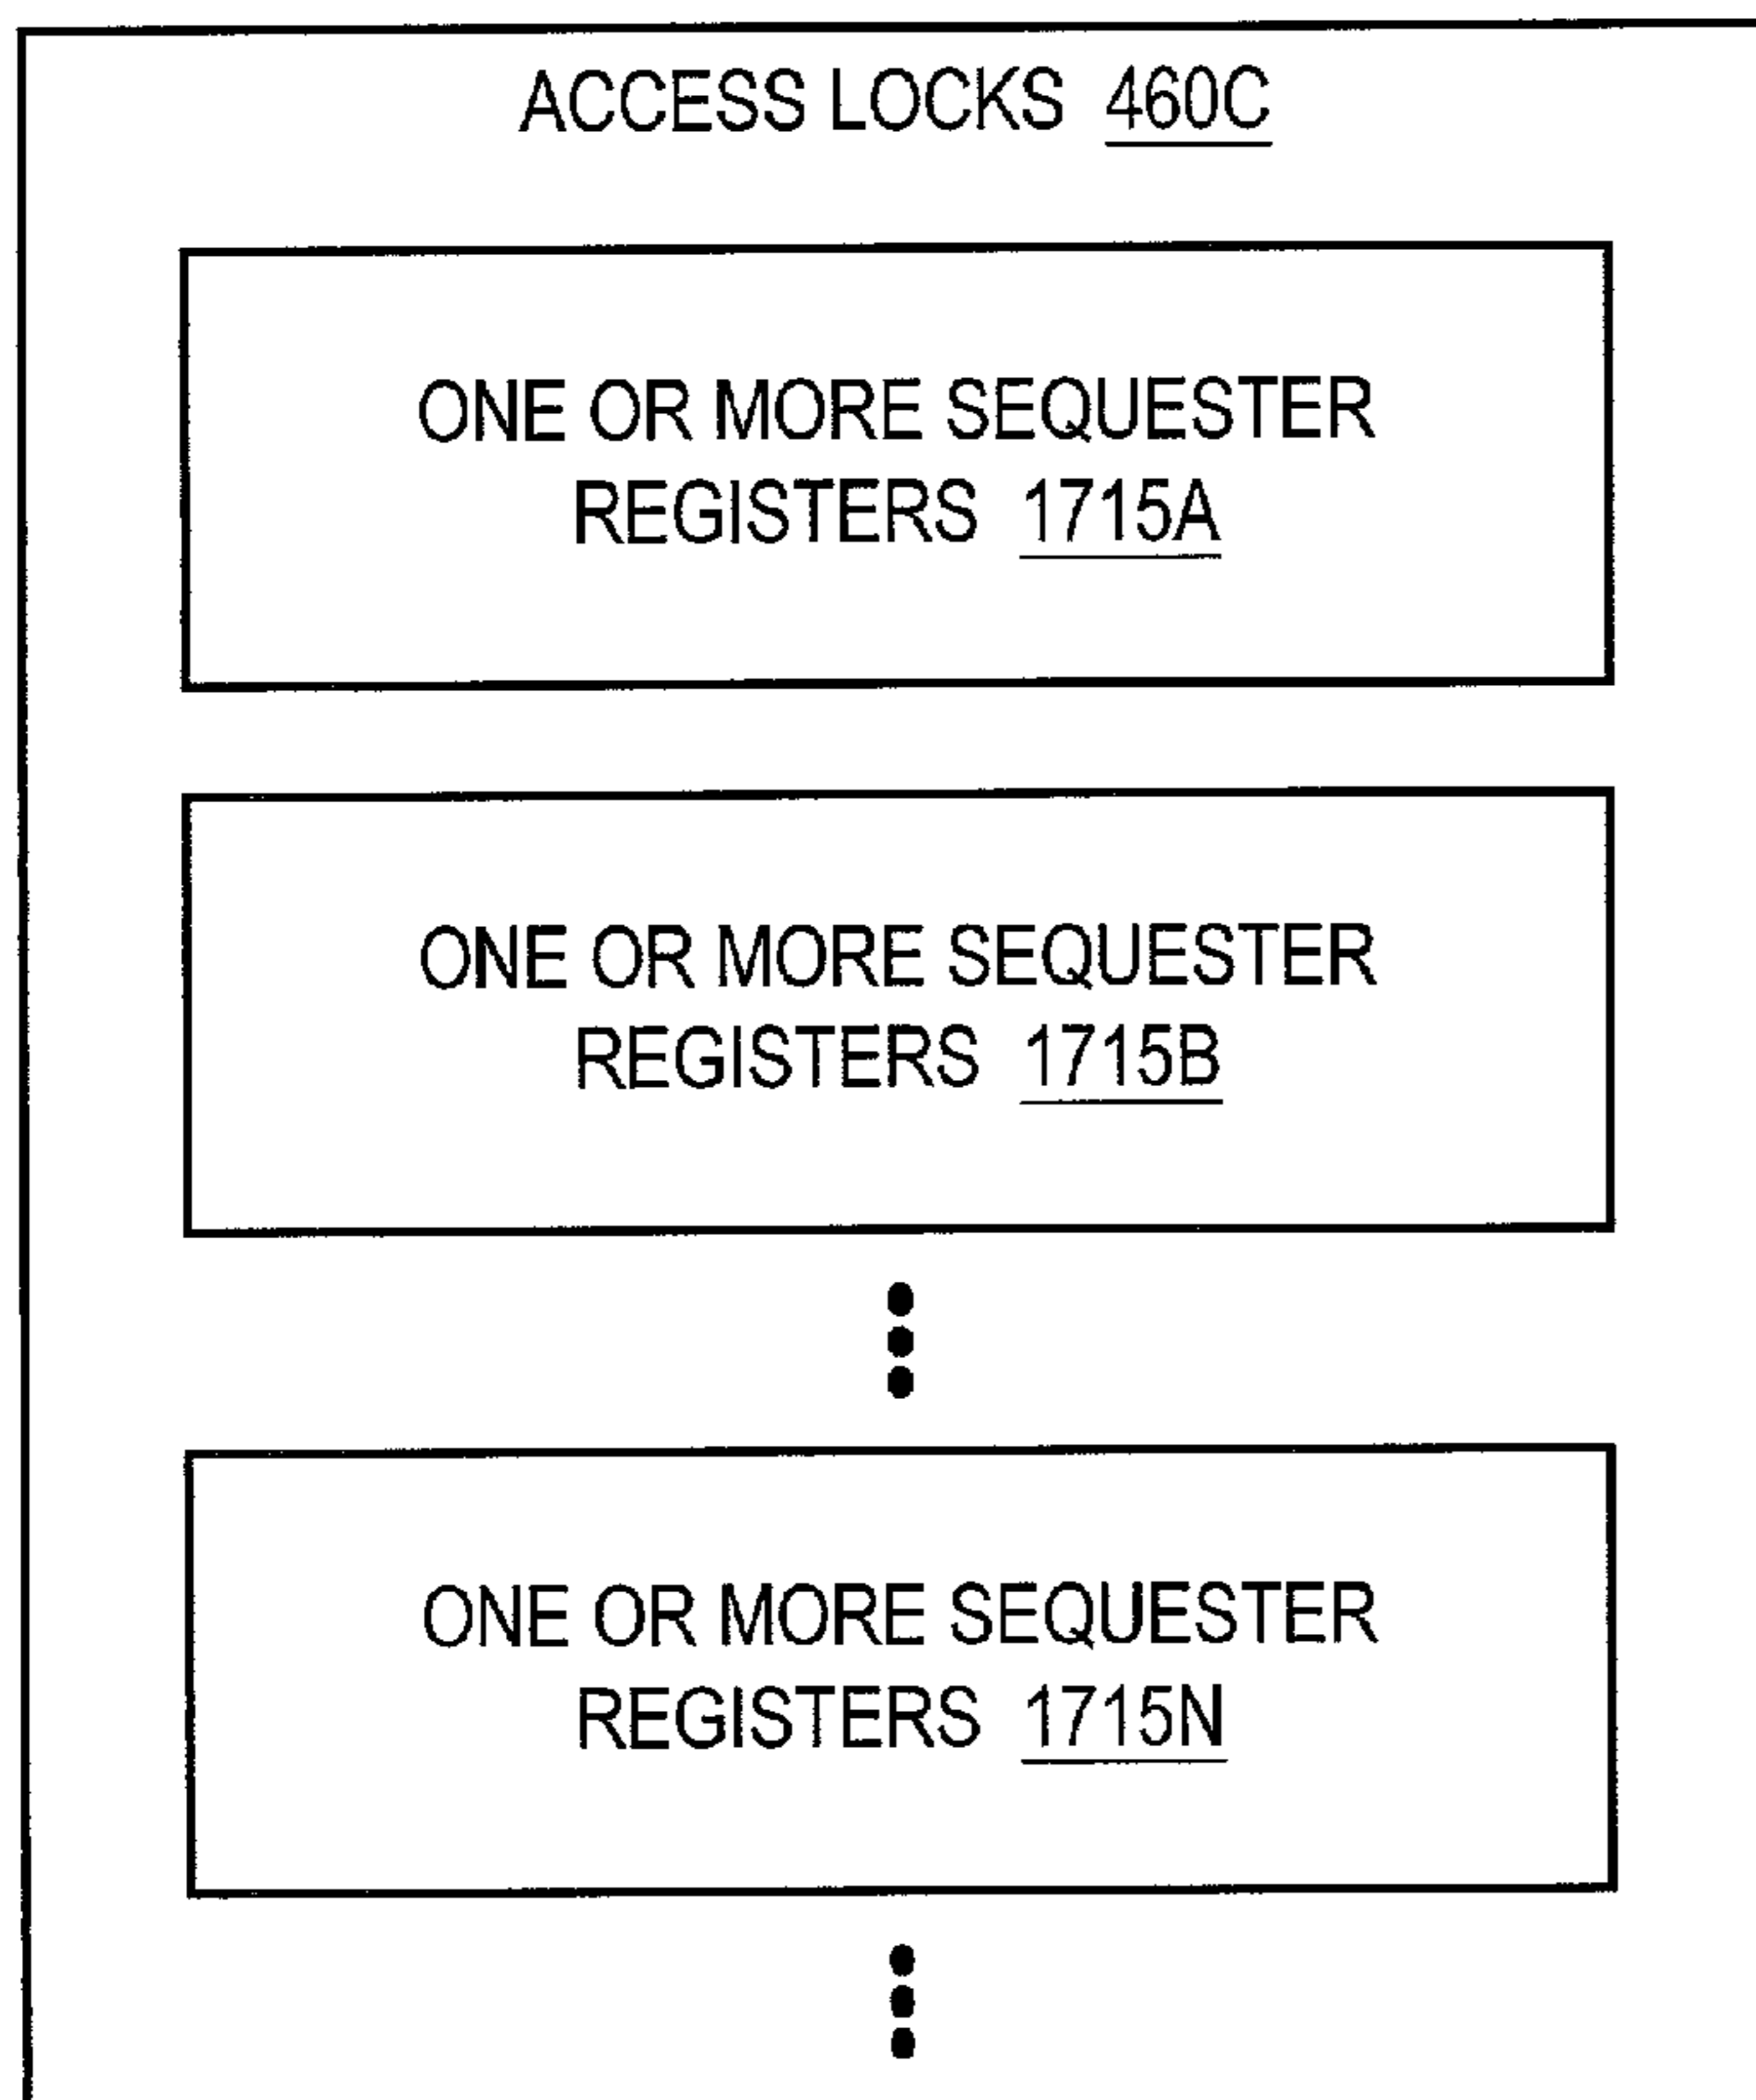 ACCESS LOCKS 460C
ONE OR MORE SEQUESTER
REGISTERS 1715A
ONE OR MORE SEQUESTER
REGISTERS 1715B
ONE OR MORE SEQUESTER
REGISTERS 1715N